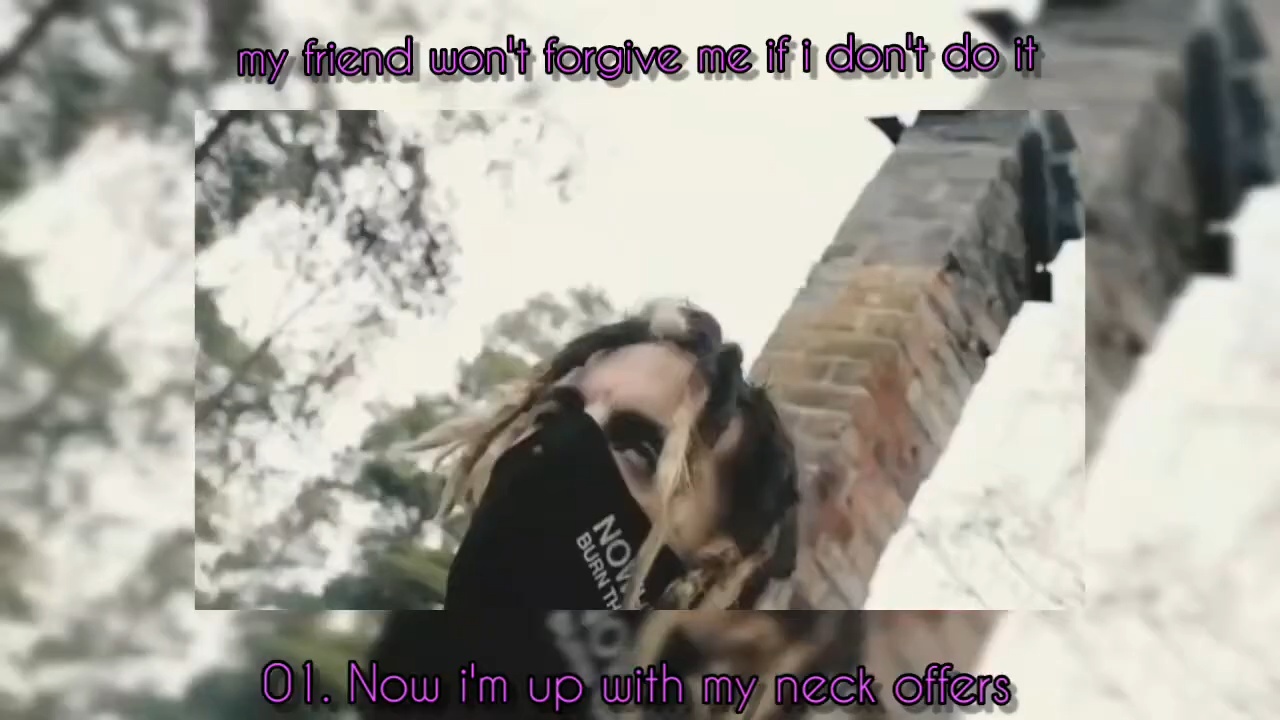 my friend won't forgive me if i don't do it
NOW
BURN TH
01. Now i'm up with my neck offers